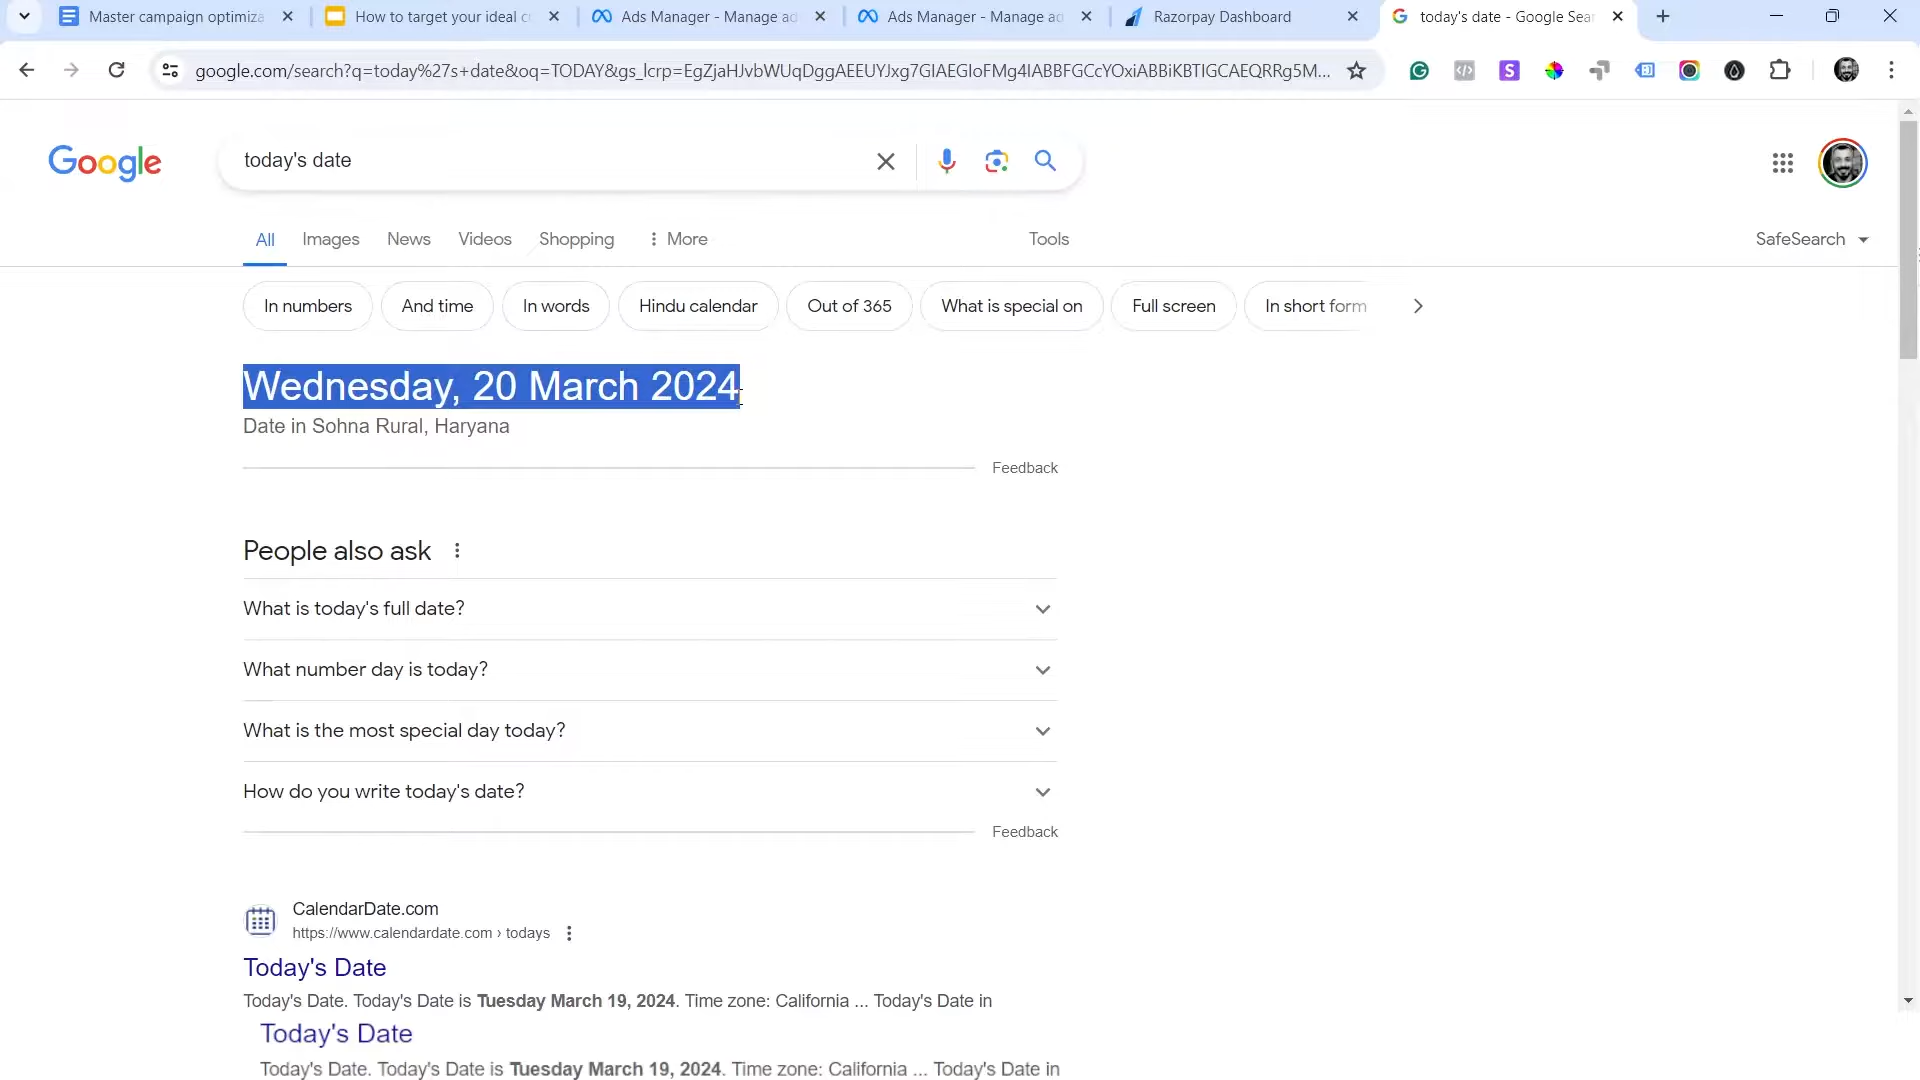 Master campaign optimiza
How to target your ideal c
Ads Manager - Manage ad
Ads Manager - Manage ad
Razorpay Dashboard
today's date - Google Sear
google.com/search?q=today%27s+date&oq=TODAY&gs_lcrp=EgZjaHJvbWUqDggAEEUYJxg7GIAEGIoFMg4IABBFGCcYOxiABBiKBTIGCAEQRRg5M...
Google
today's date
All
Images
News
Videos
Shopping
More
Tools
SafeSearch
In numbers
And time
In words
Hindu calendar
Out of 365
What is special on
Full screen
In short form
Wednesday, 20 March 2024
Date in Sohna Rural, Haryana
Feedback
People also ask
What is today's full date?
What number day is today?
What is the most special day today?
How do you write today's date?
Feedback
CalendarDate.com
https://www.calendardate.com › todays
Today's Date
Today's Date. Today's Date is Tuesday March 19, 2024. Time zone: California ... Today's Date in
Today's Date
Today's Date. Today's Date is Tuesday March 19, 2024. Time zone: California ... Today's Date in